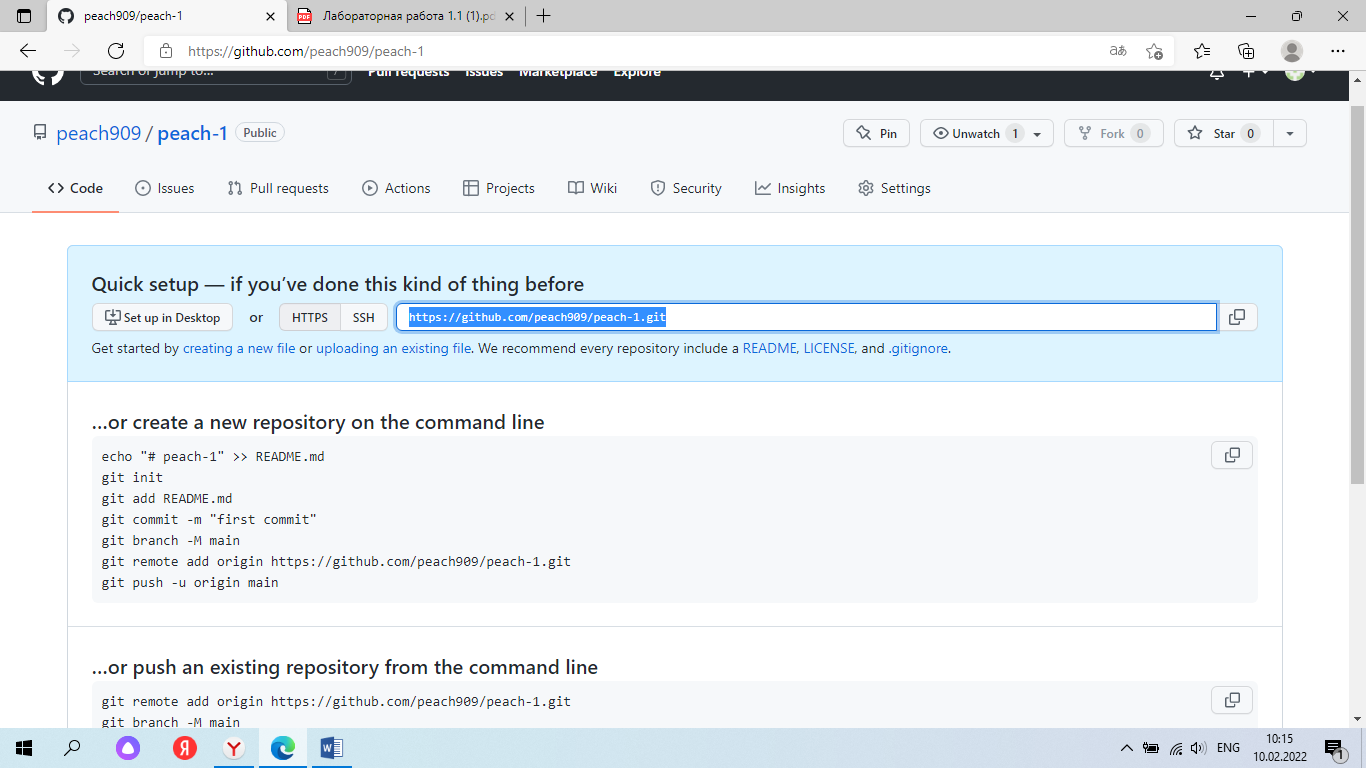 peach909/peach-1
Лабораторная работа 1.1 (1).pd
https://github.com/peach909/peach-1
Search or jump to...
/
Pull requests Issues Marketplace Explore
peach909 / peach-1 Public
Pin
Unwatch 1
Fork 0
Star 0
Code
Issues
Pull requests
Actions
Projects
Wiki
Security
Insights
Settings
Quick setup — if you’ve done this kind of thing before
Set up in Desktop or HTTPS SSH https://github.com/peach909/peach-1.git
Get started by creating a new file or uploading an existing file. We recommend every repository include a README, LICENSE, and .gitignore.
…or create a new repository on the command line
echo "# peach-1" >> README.md
git init
git add README.md
git commit -m "first commit"
git branch -M main
git remote add origin https://github.com/peach909/peach-1.git
git push -u origin main
…or push an existing repository from the command line
git remote add origin https://github.com/peach909/peach-1.git
git branch -M main
ENG
10:15
10.02.2022
1